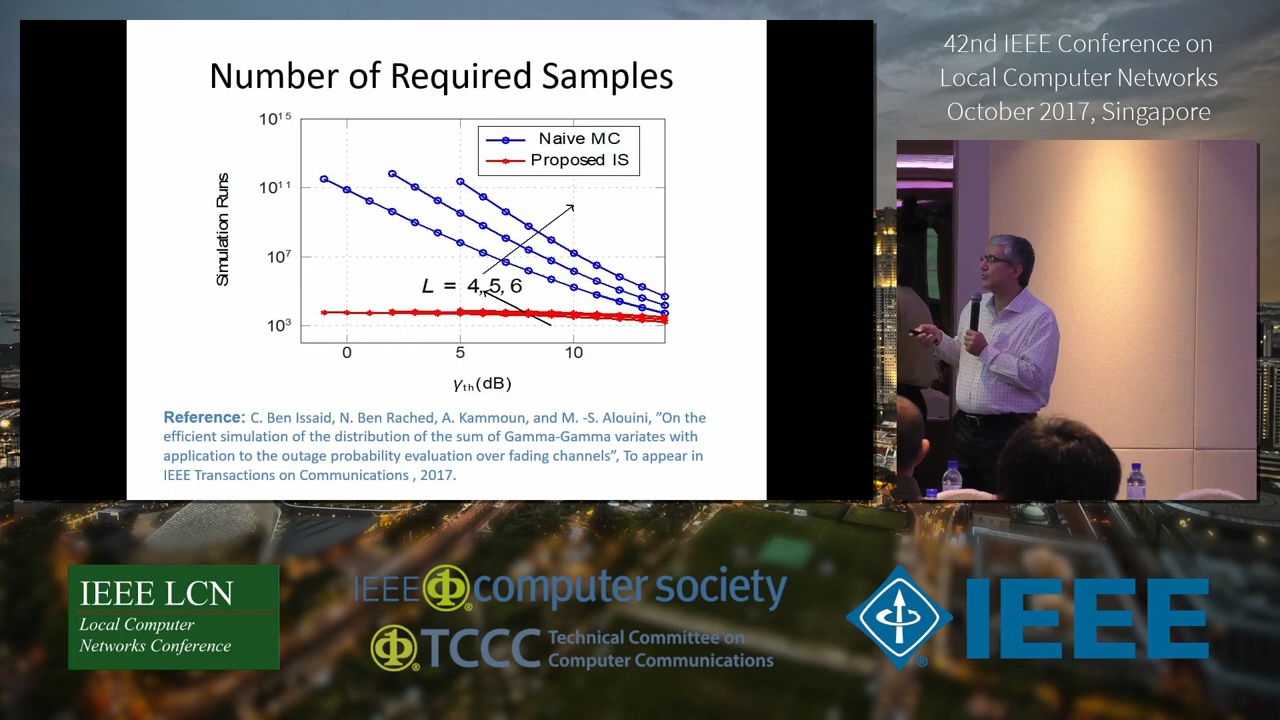 Number of Required Samples
10^15
10^11
10^7
10^3
Simulation Runs
Naive MC
Proposed IS
L = 4, 5, 6
0
5
10
γth(dB)
Reference: C. Ben Issaid, N. Ben Rached, A. Kammoun, and M. -S. Alouini, ”On the
efficient simulation of the distribution of the sum of Gamma-Gamma variates with
application to the outage probability evaluation over fading channels”, To appear in
IEEE Transactions on Communications , 2017.
42nd IEEE Conference on
Local Computer Networks
October 2017, Singapore
IEEE LCN
Local Computer
Networks Conference
IEEE computer society
TCCC Technical Committee on
Computer Communications
IEEE